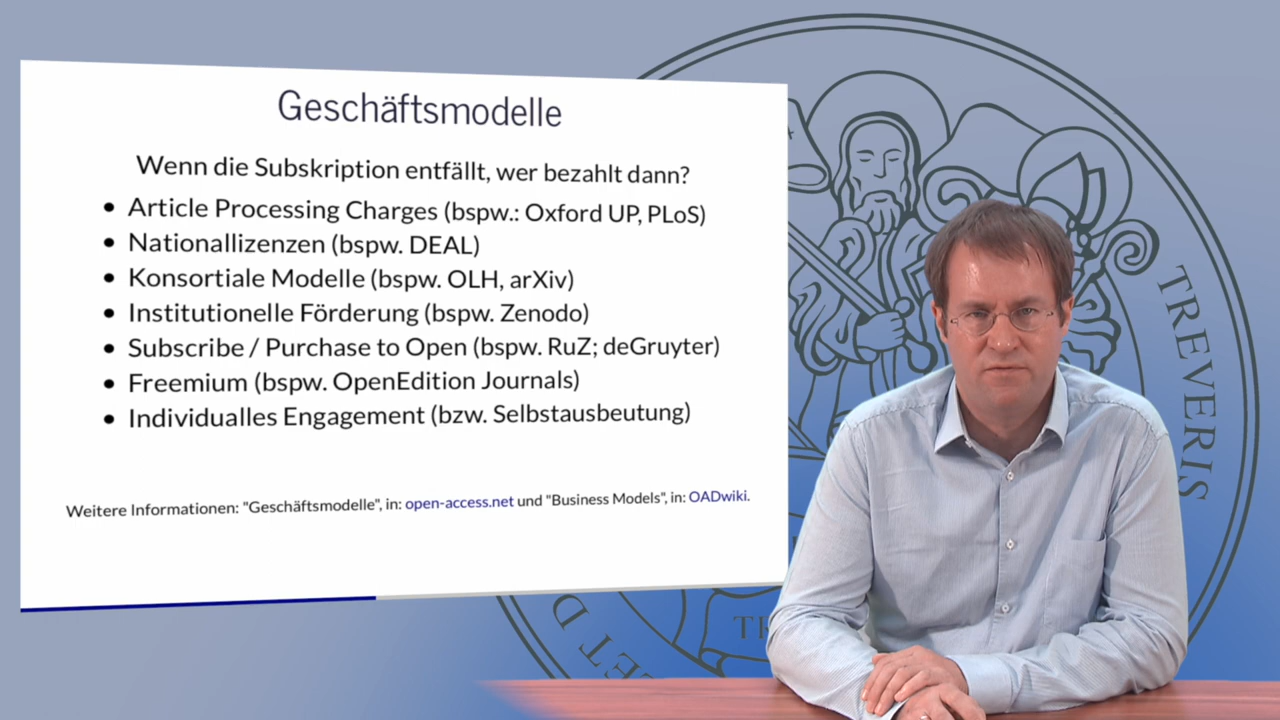 Geschäftsmodelle
Wenn die Subskription entfällt, wer bezahlt dann?
• Article Processing Charges (bspw.: Oxford UP, PLoS)
• Nationallizenzen (bspw. DEAL)
• Konsortiale Modelle (bspw. OLH, arXiv)
• Institutionelle Förderung (bspw. Zenodo)
• Subscribe / Purchase to Open (bspw. RuZ; deGruyter)
• Freemium (bspw. OpenEdition Journals)
• Individualles Engagement (bzw. Selbstausbeutung)
Weitere Informationen: "Geschäftsmodelle", in: open-access.net und "Business Models", in: OADwiki.
TREVERIS
ET D